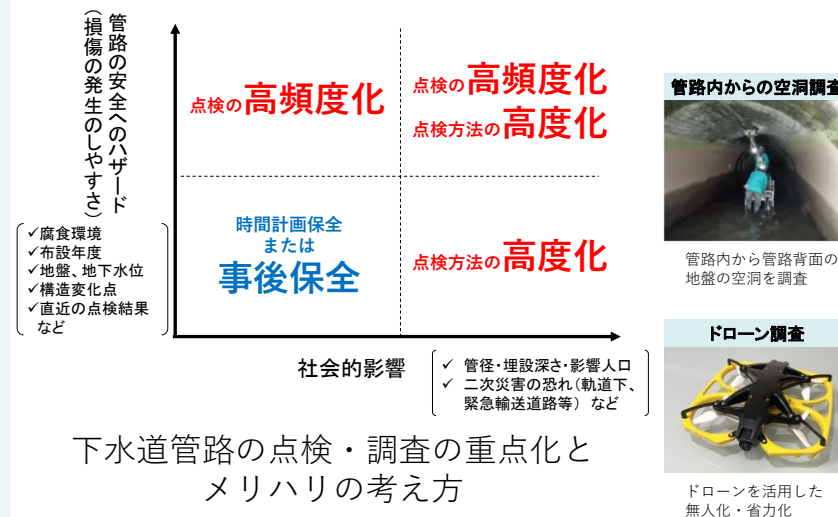 管路の安全へのハザード
（損傷の発生のしやすさ）
✓腐食環境
✓布設年度
✓地盤、地下水位
✓構造変化点
✓直近の点検結果
など
点検の高頻度化
点検の高頻度化
点検方法の高度化
時間計画保全
または
事後保全
点検方法の高度化
社会的影響
✓ 管径・埋設深さ・影響人口
✓ 二次災害の恐れ（軌道下、
緊急輸送道路等） など
下水道管路の点検・調査の重点化と
メリハリの考え方
管路内からの空洞調査
管路内から管路背面の
地盤の空洞を調査
ドローン調査
ドローンを活用した
無人化・省力化